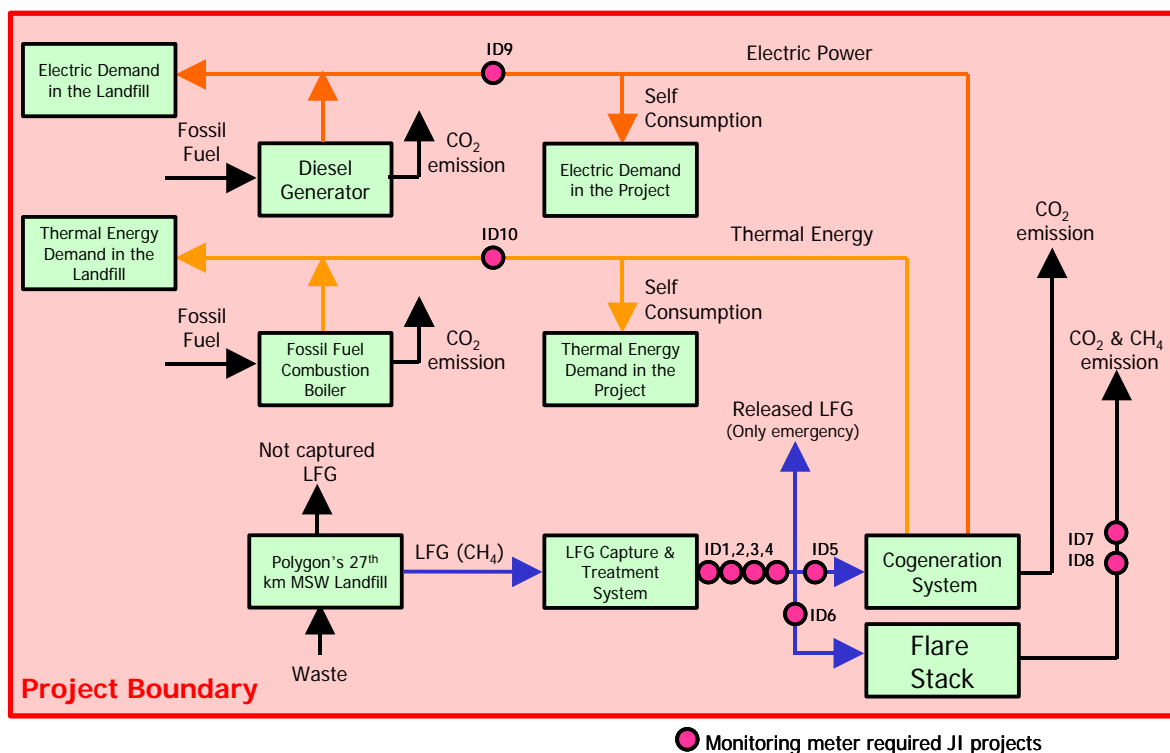 ID9
Electric Power
Electric Demand
in the Landfill
Self
Consumption
Fossil
Fuel
Diesel
Generator
CO₂
emission
Electric Demand
in the Project
Thermal Energy
Demand in the
Landfill
ID10
Thermal Energy
CO₂
emission
Self
Consumption
Fossil
Fuel
Fossil Fuel
Combustion
Boiler
CO₂
emission
Thermal Energy
Demand in the
Project
CO₂ & CH₄
emission
Released LFG
(Only emergency)
Not captured
LFG
Polygon's 27th
km MSW Landfill
LFG (CH₄)
LFG Capture &
Treatment
System
ID1,2,3,4
ID5
Cogeneration
System
ID7
ID8
ID6
Flare
Stack
Waste
Project Boundary
Monitoring meter required JI projects